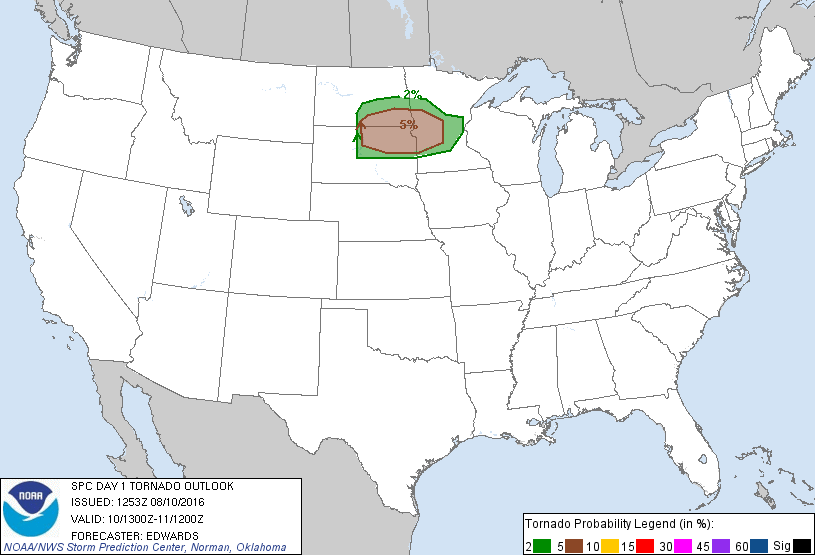 2%
5%
NOAA
SPC DAY 1 TORNADO OUTLOOK
ISSUED: 1253Z 08/10/2016
VALID: 10/1300Z-11/1200Z
FORECASTER: EDWARDS
NOAA/NWS Storm Prediction Center, Norman, Oklahoma
Tornado Probability Legend (in %):
2 5 10 15 30 45 60 Sig